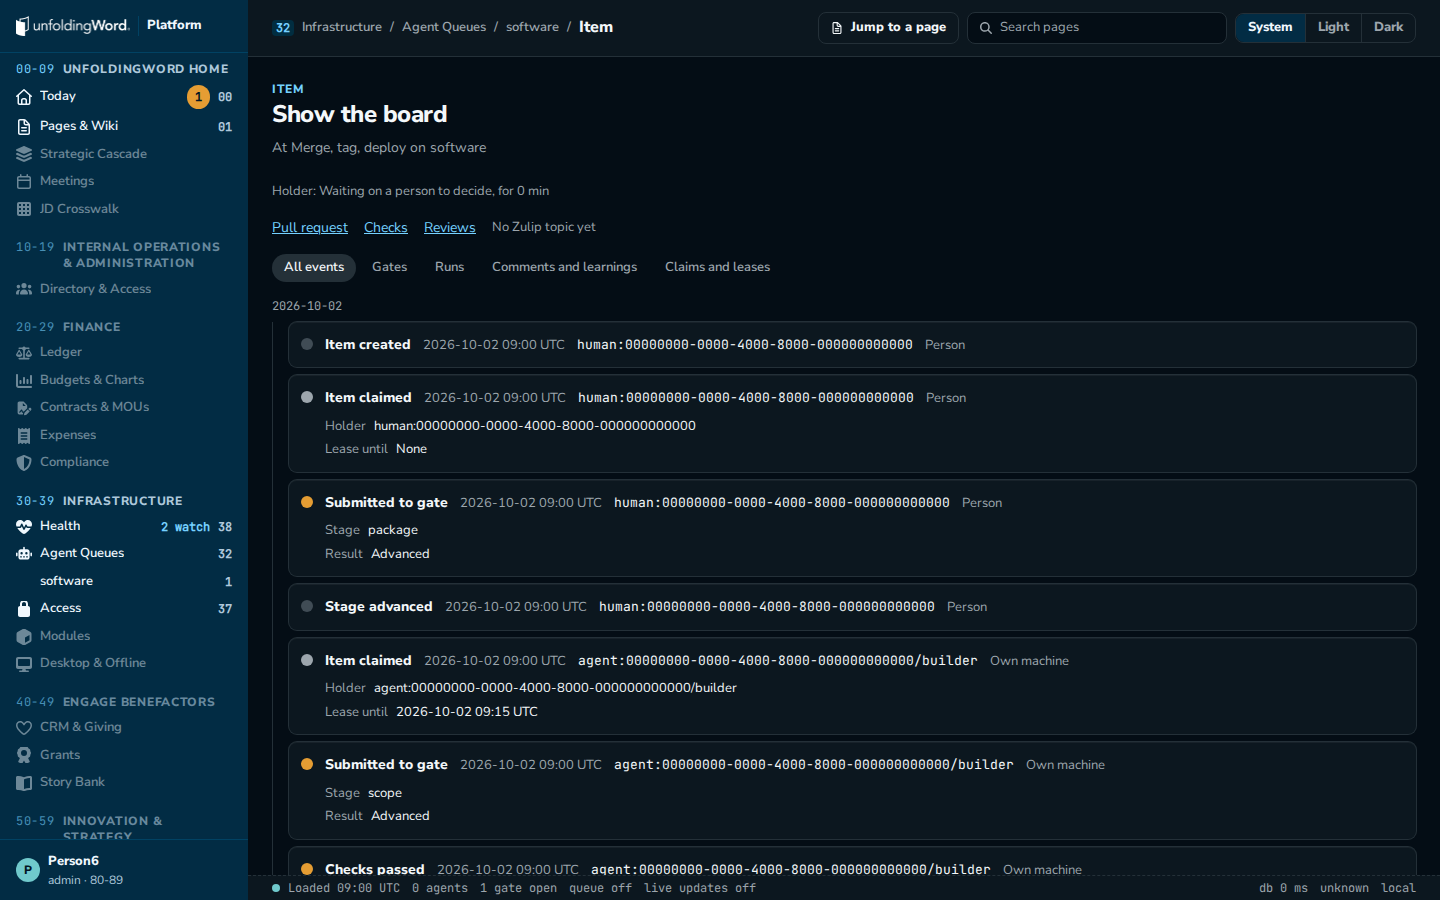 unfoldingWord Platform
00-09 UNFOLDINGWORD HOME
Today 1 00
Pages & Wiki 01
Strategic Cascade
Meetings
JD Crosswalk
10-19 INTERNAL OPERATIONS
& ADMINISTRATION
Directory & Access
20-29 FINANCE
Ledger
Budgets & Charts
Contracts & MOUs
Expenses
Compliance
30-39 INFRASTRUCTURE
Health 2 watch 38
Agent Queues 32
software 1
Access 37
Modules
Desktop & Offline
40-49 ENGAGE BENEFACTORS
CRM & Giving
Grants
Story Bank
50-59 INNOVATION &
STRATEGY
P Person6
admin · 80-89
32 Infrastructure / Agent Queues / software / Item
Jump to a page
Search pages
System Light Dark
ITEM
Show the board
At Merge, tag, deploy on software
Holder: Waiting on a person to decide, for 0 min
Pull request Checks Reviews No Zulip topic yet
All events Gates Runs Comments and learnings Claims and leases
2026-10-02
Item created 2026-10-02 09:00 UTC human:00000000-0000-4000-8000-000000000000 Person
Item claimed 2026-10-02 09:00 UTC human:00000000-0000-4000-8000-000000000000 Person
Holder human:00000000-0000-4000-8000-000000000000
Lease until None
Submitted to gate 2026-10-02 09:00 UTC human:00000000-0000-4000-8000-000000000000 Person
Stage package
Result Advanced
Stage advanced 2026-10-02 09:00 UTC human:00000000-0000-4000-8000-000000000000 Person
Item claimed 2026-10-02 09:00 UTC agent:00000000-0000-4000-8000-000000000000/builder Own machine
Holder agent:00000000-0000-4000-8000-000000000000/builder
Lease until 2026-10-02 09:15 UTC
Submitted to gate 2026-10-02 09:00 UTC agent:00000000-0000-4000-8000-000000000000/builder Own machine
Stage scope
Result Advanced
Checks passed 2026-10-02 09:00 UTC agent:00000000-0000-4000-8000-000000000000/builder Own machine
Loaded 09:00 UTC 0 agents 1 gate open queue off live updates off
db 0 ms unknown local